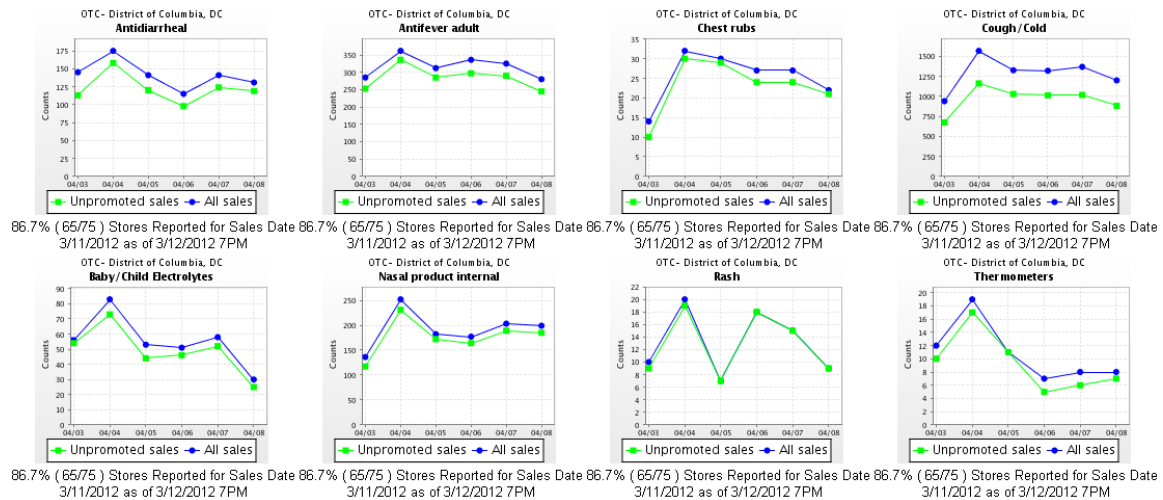 OTC- District of Columbia, DC
Antidiarrheal
Counts
175
150
125
100
75
50
25
0
04/03 04/04 04/05 04/06 04/07 04/08
Unpromoted sales All sales
86.7% ( 65/75 ) Stores Reported for Sales Date
3/11/2012 as of 3/12/2012 7PM
OTC- District of Columbia, DC
Antifever adult
Counts
350
300
250
200
150
100
50
0
04/03 04/04 04/05 04/06 04/07 04/08
Unpromoted sales All sales
86.7% ( 65/75 ) Stores Reported for Sales Date
3/11/2012 as of 3/12/2012 7PM
OTC- District of Columbia, DC
Chest rubs
Counts
35
30
25
20
15
10
5
0
04/03 04/04 04/05 04/06 04/07 04/08
Unpromoted sales All sales
86.7% ( 65/75 ) Stores Reported for Sales Date
3/11/2012 as of 3/12/2012 7PM
OTC- District of Columbia, DC
Cough/Cold
Counts
1500
1250
1000
750
500
250
0
04/03 04/04 04/05 04/06 04/07 04/08
Unpromoted sales All sales
86.7% ( 65/75 ) Stores Reported for Sales Date
3/11/2012 as of 3/12/2012 7PM
OTC- District of Columbia, DC
Baby/Child Electrolytes
Counts
90
80
70
60
50
40
30
20
10
0
04/03 04/04 04/05 04/06 04/07 04/08
Unpromoted sales All sales
86.7% ( 65/75 ) Stores Reported for Sales Date
3/11/2012 as of 3/12/2012 7PM
OTC- District of Columbia, DC
Nasal product internal
Counts
250
200
150
100
50
0
04/03 04/04 04/05 04/06 04/07 04/08
Unpromoted sales All sales
86.7% ( 65/75 ) Stores Reported for Sales Date
3/11/2012 as of 3/12/2012 7PM
OTC- District of Columbia, DC
Rash
Counts
22
20
18
16
14
12
10
8
6
4
2
0
04/03 04/04 04/05 04/06 04/07 04/08
Unpromoted sales All sales
86.7% ( 65/75 ) Stores Reported for Sales Date
3/11/2012 as of 3/12/2012 7PM
OTC- District of Columbia, DC
Thermometers
Counts
20
18
16
14
12
10
8
6
4
2
0
04/03 04/04 04/05 04/06 04/07 04/08
Unpromoted sales All sales
86.7% ( 65/75 ) Stores Reported for Sales Date
3/11/2012 as of 3/12/2012 7PM